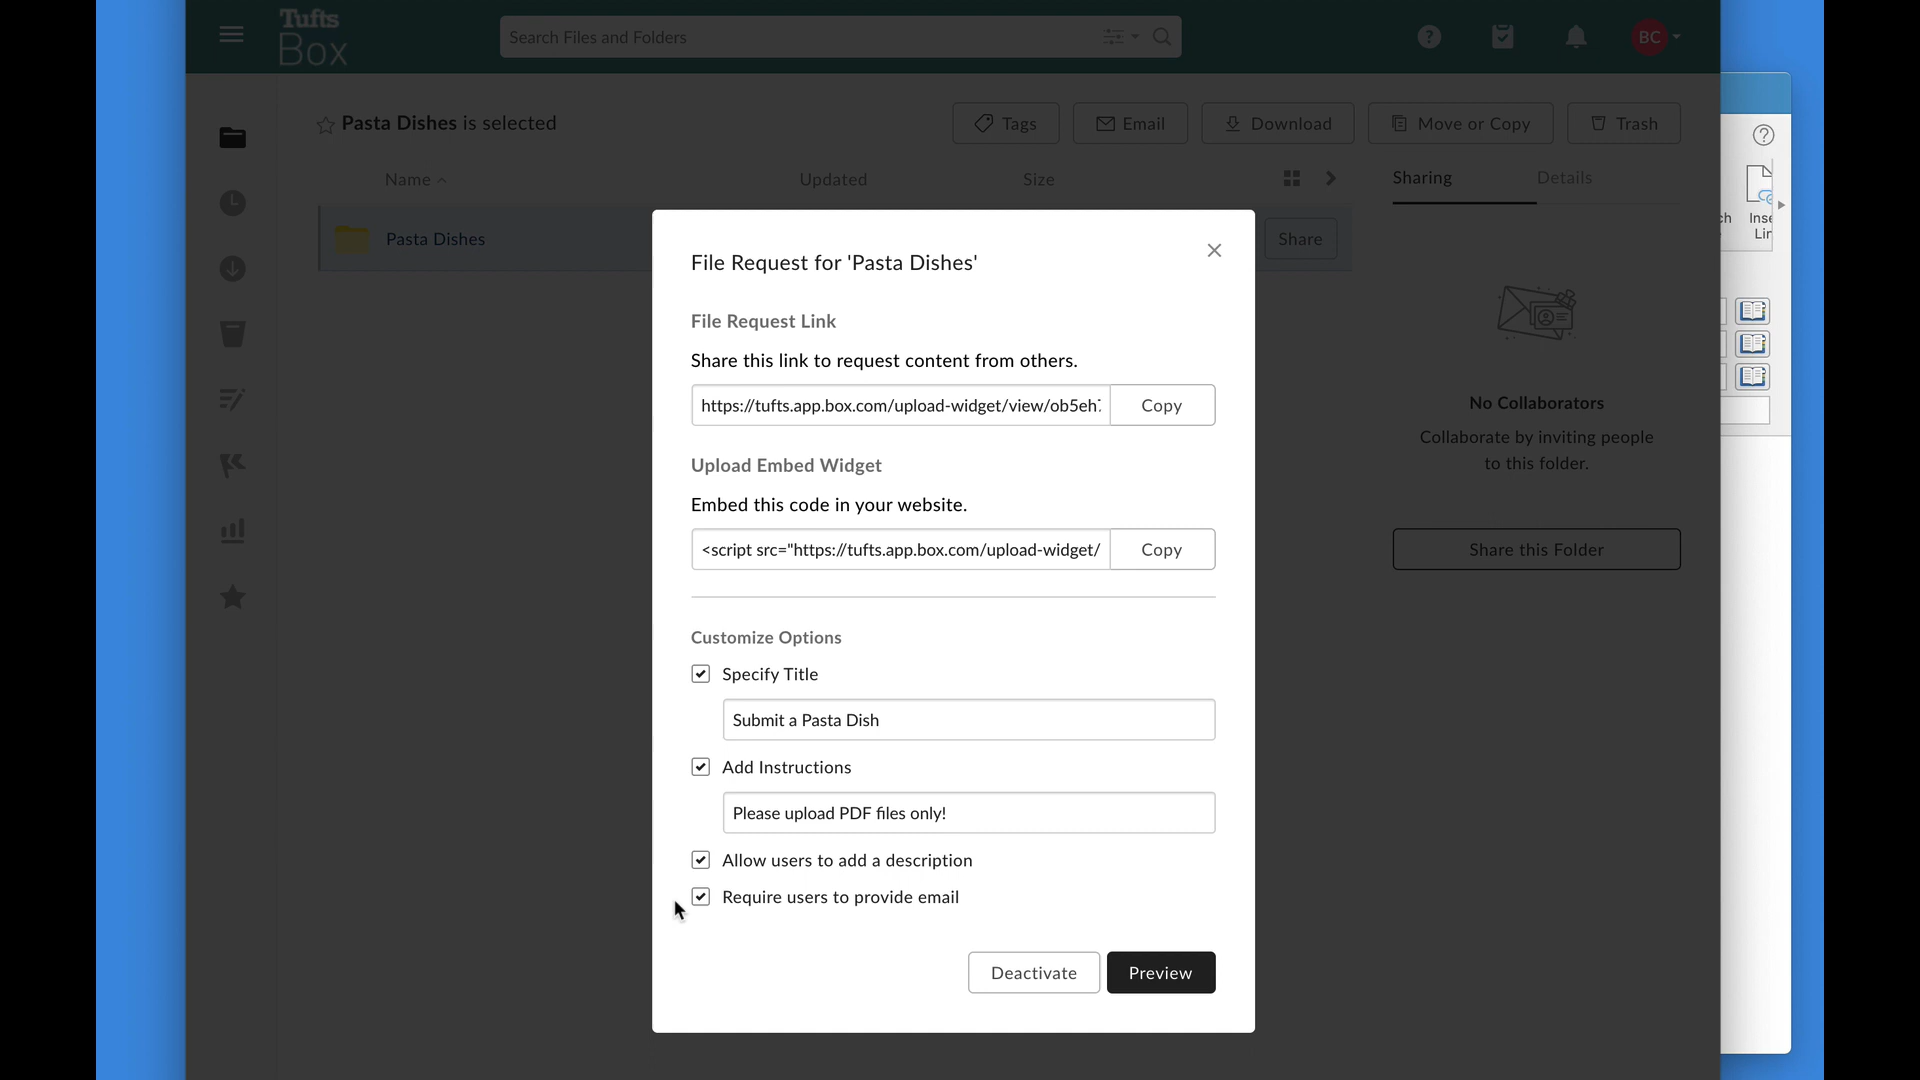 Tufts
Box
Search Files and Folders
BC
Pasta Dishes is selected
Tags
Email
Download
Move or Copy
Trash
Name
Updated
Size
Sharing
Details
Pasta Dishes
Share
File Request for 'Pasta Dishes'
File Request Link
Share this link to request content from others.
https://tufts.app.box.com/upload-widget/view/ob5eh
Copy
Upload Embed Widget
Embed this code in your website.
<script src="https://tufts.app.box.com/upload-widget/
Copy
Customize Options
Specify Title
Submit a Pasta Dish
Add Instructions
Please upload PDF files only!
Allow users to add a description
Require users to provide email
Deactivate
Preview
No Collaborators
Collaborate by inviting people
to this folder.
Share this Folder